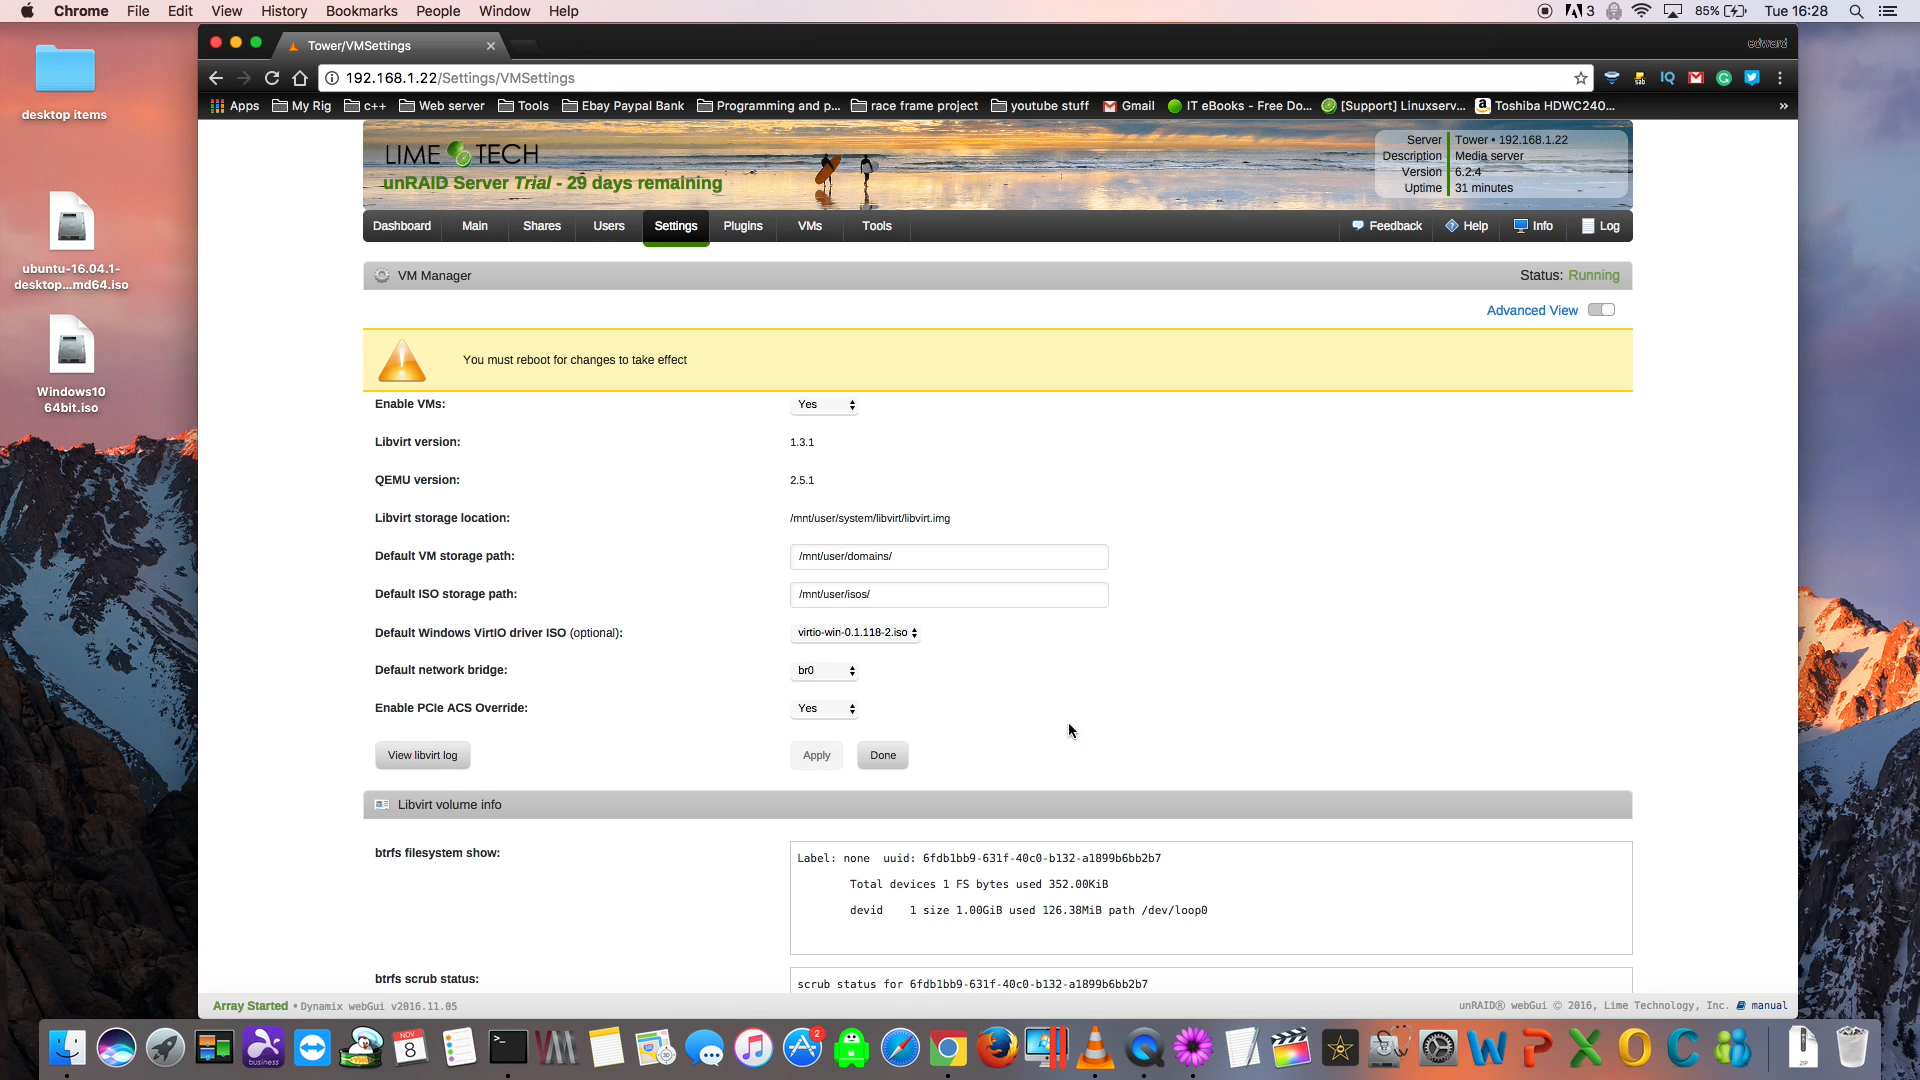 Chrome File Edit View History Bookmarks People Window Help
3 85% Tue 16:28
desktop items
ubuntu-16.04.1-
desktop...md64.iso
Windows10
64bit.iso
Tower/VMSettings
edward
192.168.1.22/Settings/VMSettings
Apps My Rig c++ Web server Tools Ebay Paypal Bank Programming and p... race frame project youtube stuff Gmail IT eBooks - Free Do... [Support] Linuxserv... Toshiba HDWC240... »
LIME TECH
unRAID Server Trial - 29 days remaining
Server Tower • 192.168.1.22
Description Media server
Version 6.2.4
Uptime 31 minutes
Dashboard Main Shares Users Settings Plugins VMs Tools Feedback Help Info Log
VM Manager Status: Running
Advanced View
You must reboot for changes to take effect
Enable VMs: Yes
Libvirt version: 1.3.1
QEMU version: 2.5.1
Libvirt storage location: /mnt/user/system/libvirt/libvirt.img
Default VM storage path: /mnt/user/domains/
Default ISO storage path: /mnt/user/isos/
Default Windows VirtIO driver ISO (optional): virtio-win-0.1.118-2.iso
Default network bridge: br0
Enable PCIe ACS Override: Yes
View libvirt log Apply Done
Libvirt volume info
btrfs filesystem show:
Label: none uuid: 6fdb1bb9-631f-40c0-b132-a1899b6bb2b7
Total devices 1 FS bytes used 352.00KiB
devid 1 size 1.00GiB used 126.38MiB path /dev/loop0
btrfs scrub status:
scrub status for 6fdb1bb9-631f-40c0-b132-a1899b6bb2b7
Array Started • Dynamix webGui v2016.11.05
unRAID® webGui © 2016, Lime Technology, Inc. manual
business
NOV
8
2
ZIP